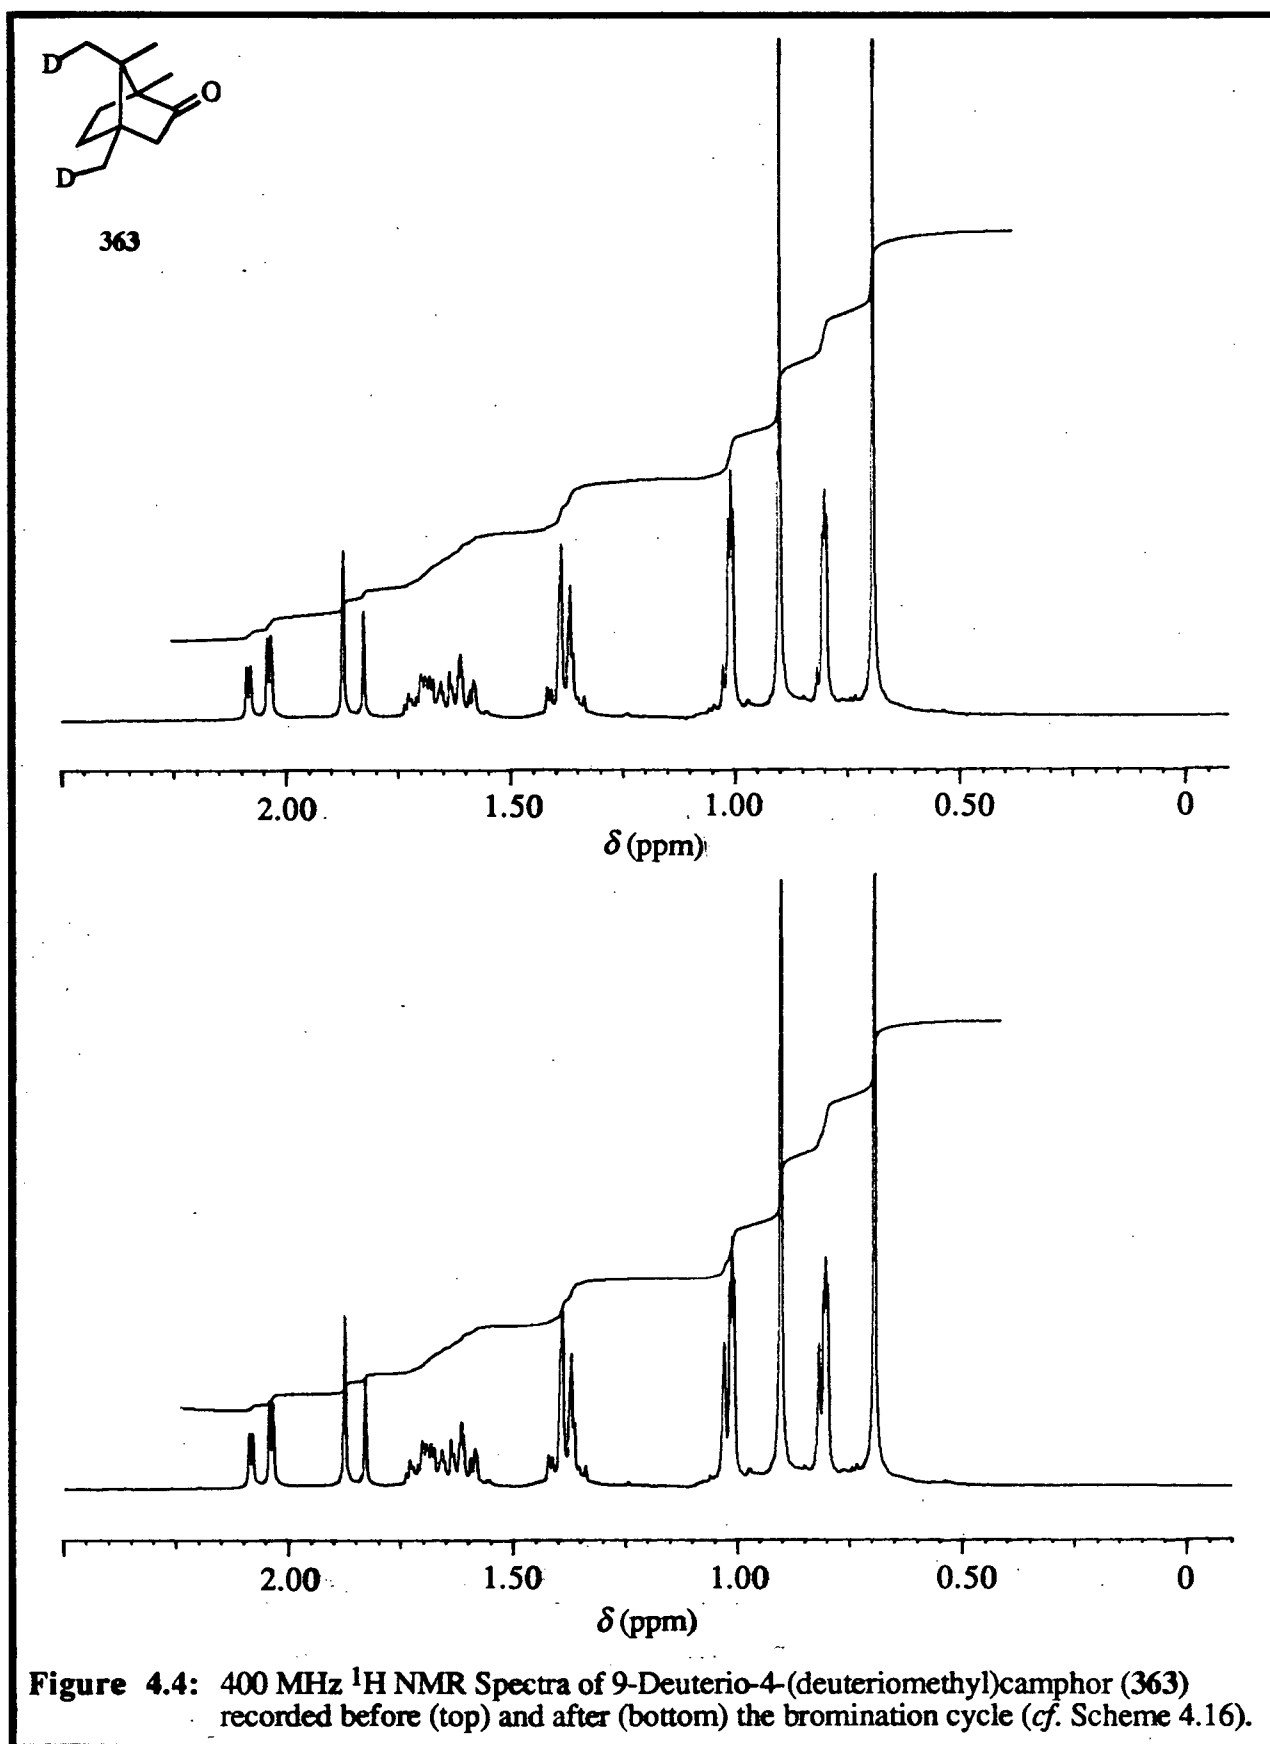 D
O
D
363
2.00 1.50 1.00 0.50 0
δ (ppm)
2.00 1.50 1.00 0.50 0
δ (ppm)
Figure 4.4: 400 MHz ¹H NMR Spectra of 9-Deuterio-4-(deuteriomethyl)camphor (363)
recorded before (top) and after (bottom) the bromination cycle (cf. Scheme 4.16).